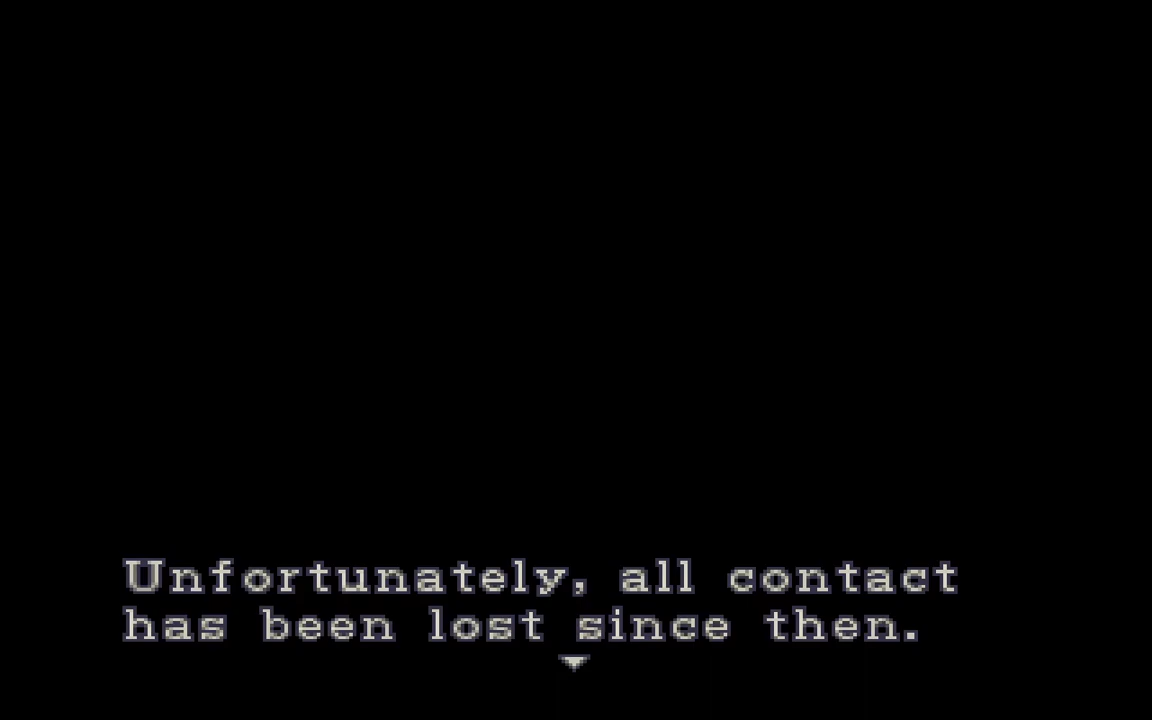 Unfortunately, all contact
has been lost since then.